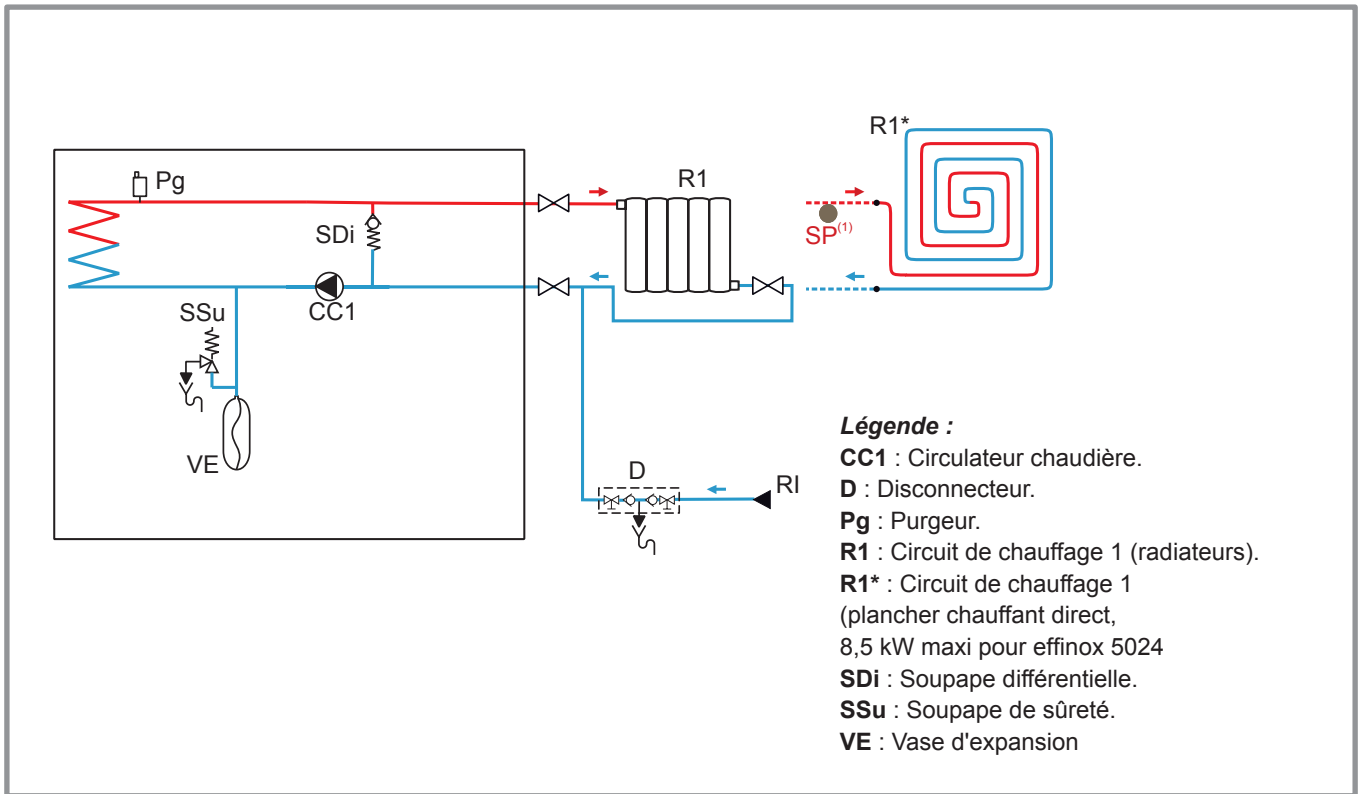 R1*
Pg
R1
SDi
SP(1)
SSu
CC1
VE
D
RI
Légende :
CC1 : Circulateur chaudière.
D : Disconnecteur.
Pg : Purgeur.
R1 : Circuit de chauffage 1 (radiateurs).
R1* : Circuit de chauffage 1
(plancher chauffant direct,
8,5 kW maxi pour effinox 5024
SDi : Soupape différentielle.
SSu : Soupape de sûreté.
VE : Vase d'expansion